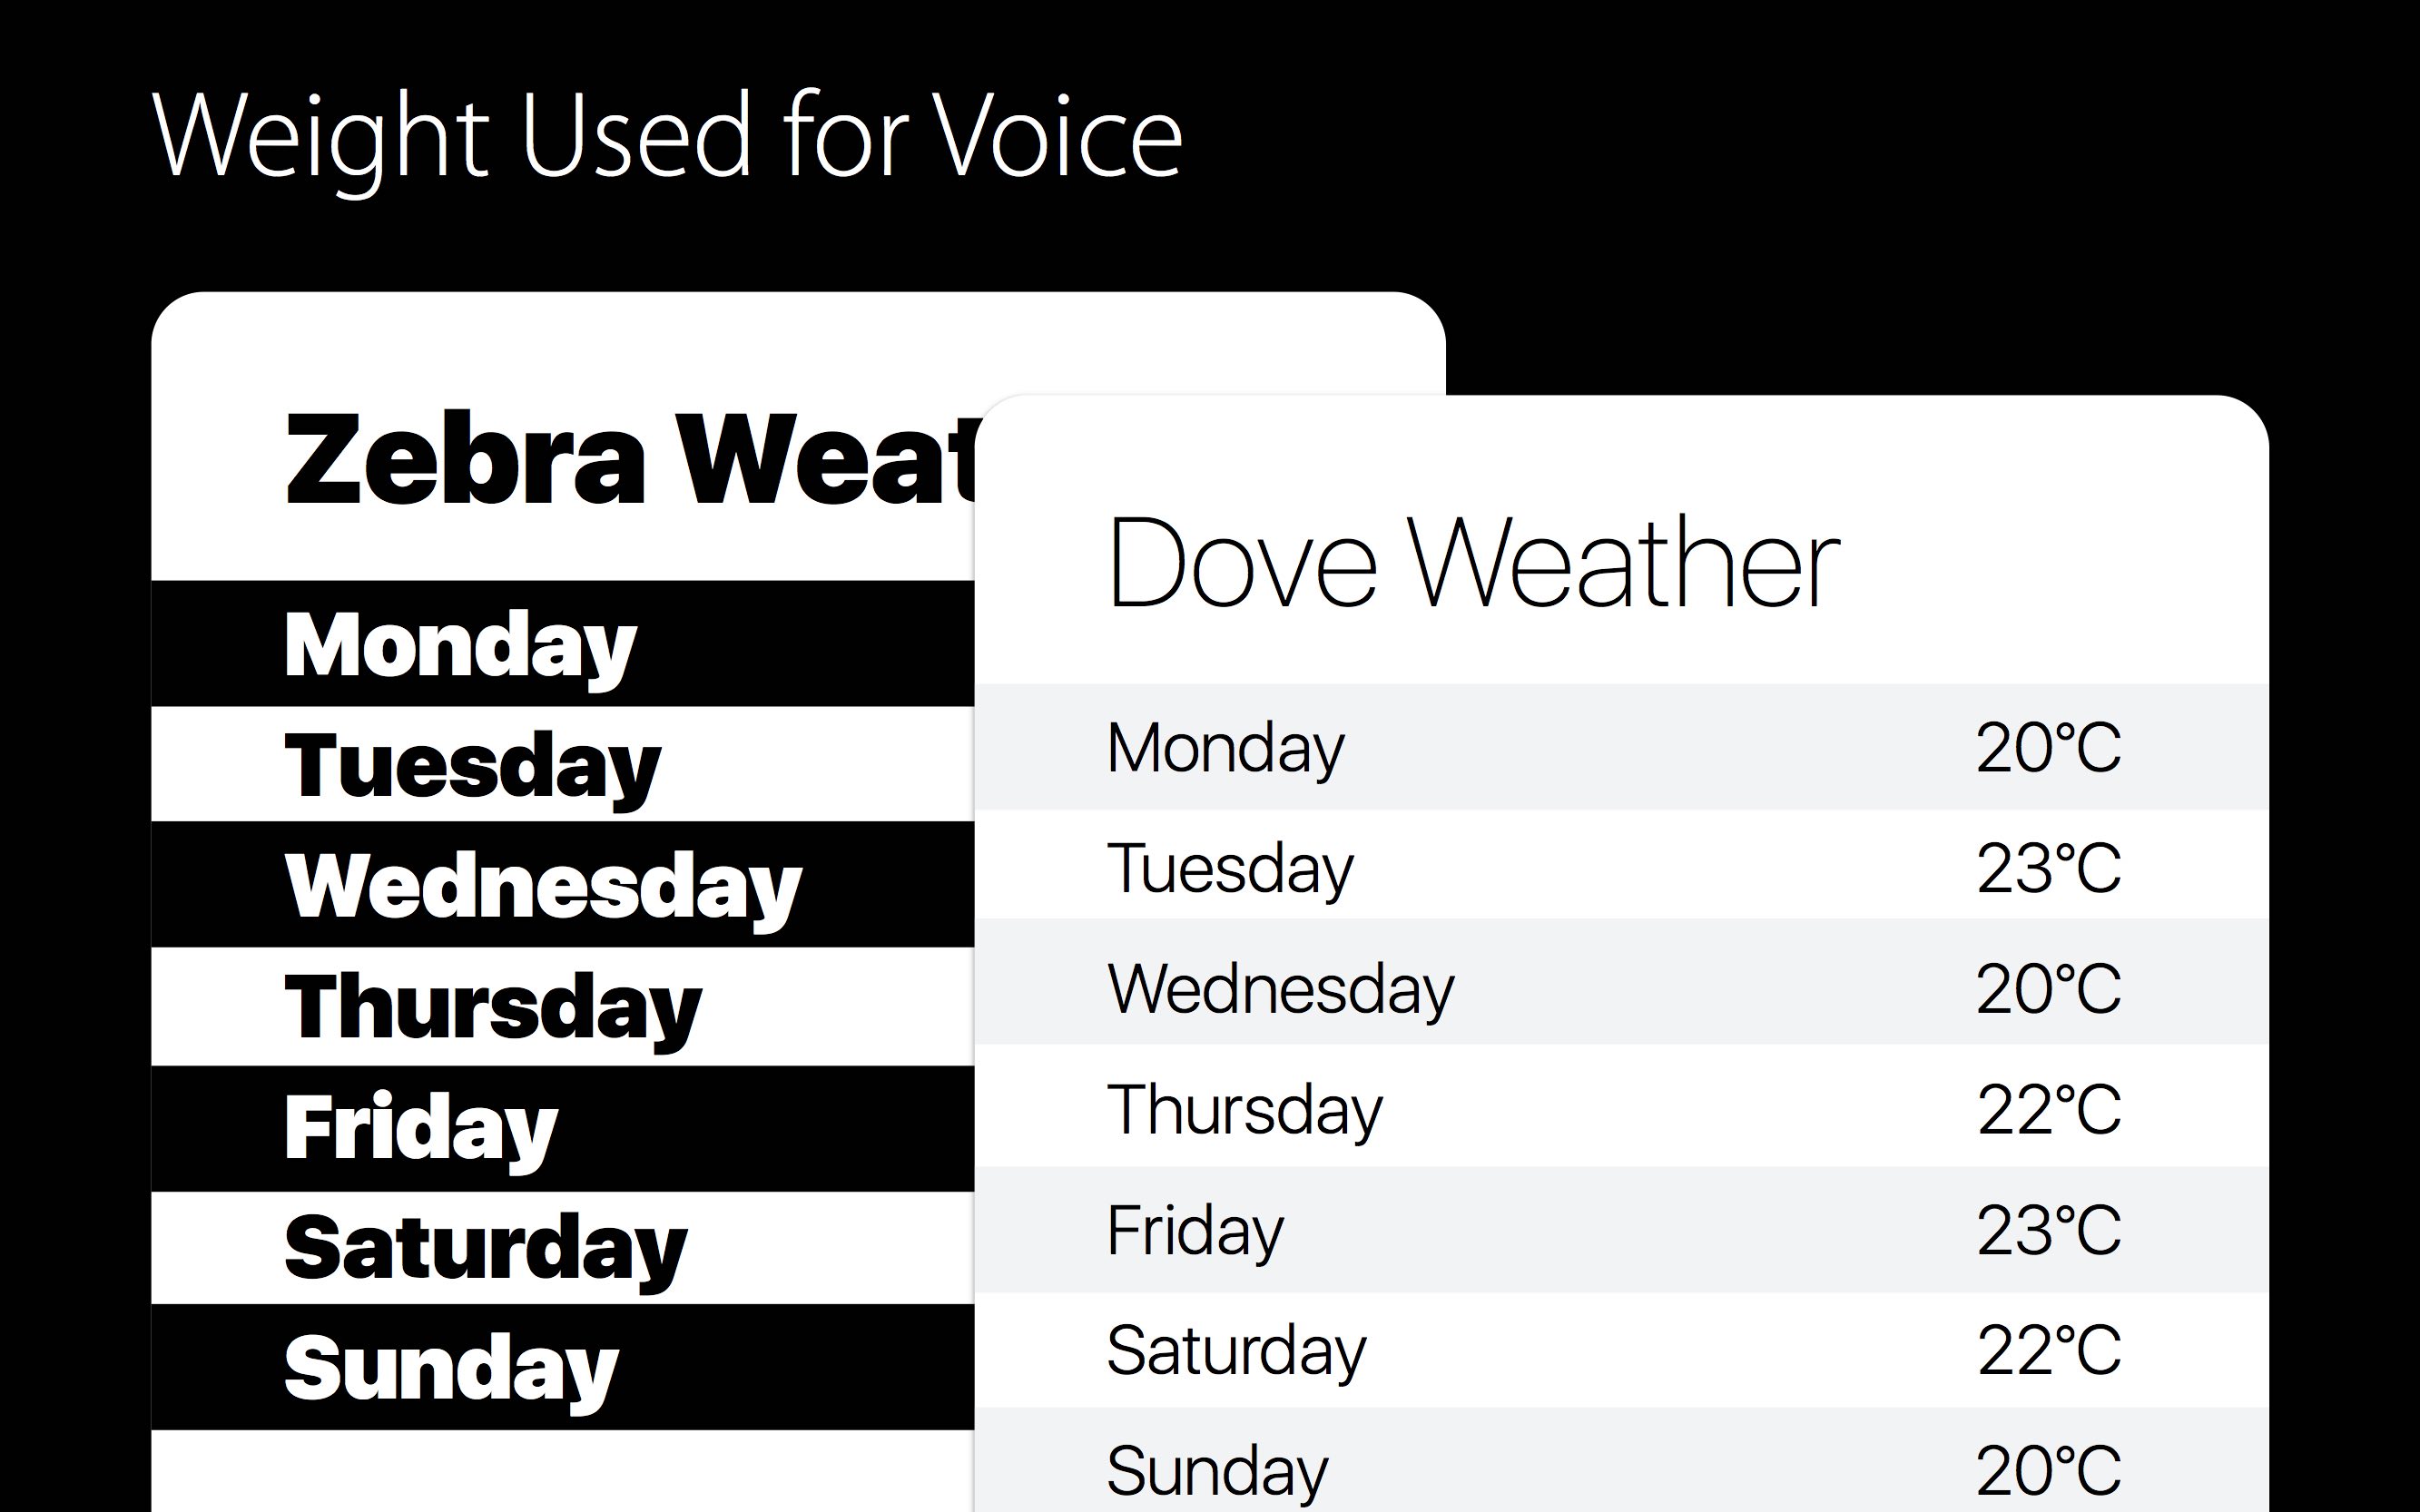 Weight Used for Voice
Zebra Weat
Monday
Tuesday
Wednesday
Thursday
Friday
Saturday
Sunday
Dove Weather
Monday 20°C
Tuesday 23°C
Wednesday 20°C
Thursday 22°C
Friday 23°C
Saturday 22°C
Sunday 20°C